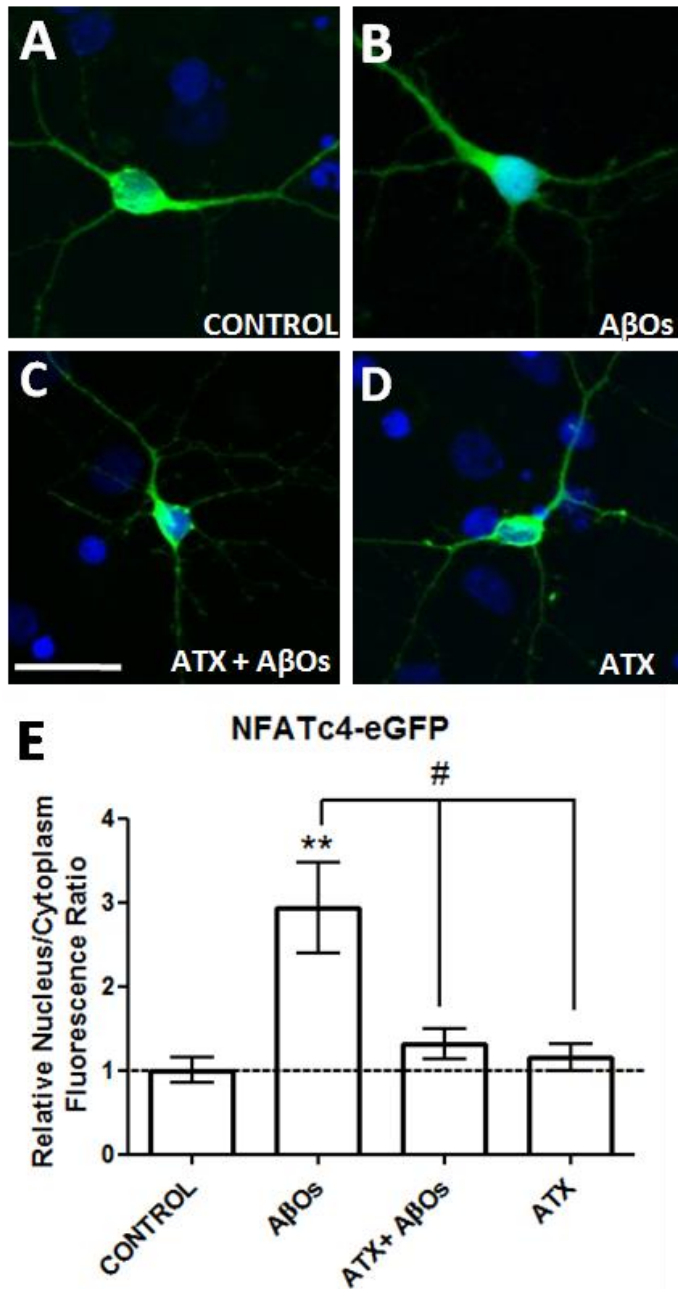 A
CONTROL
B
AβOs
C
ATX + AβOs
D
ATX
E
NFATc4-eGFP
#
**
Relative Nucleus/Cytoplasm
Fluorescence Ratio
4
3
2
1
0
CONTROL
AβOs
ATX+ AβOs
ATX